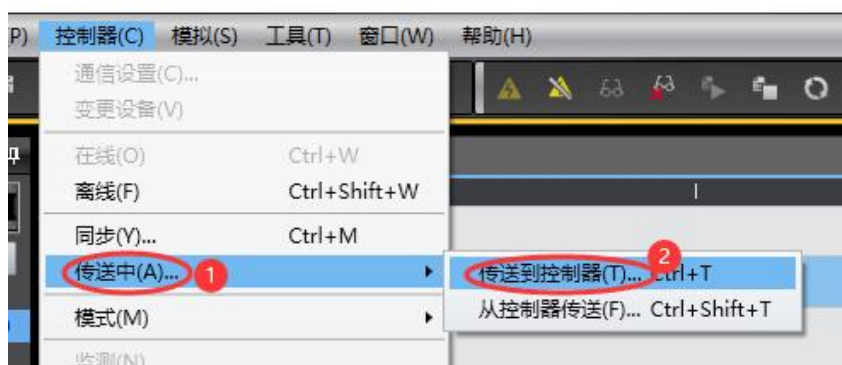 P) 控制器(C) 模拟(S) 工具(T) 窗口(W) 帮助(H)
通信设置(C)...
变更设备(V)
在线(O) Ctrl+W
离线(F) Ctrl+Shift+W
同步(Y)... Ctrl+M
传送中(A)... 1
传送到控制器(T)... Ctrl+T 2
从控制器传送(F)... Ctrl+Shift+T
模式(M)
监测(N)